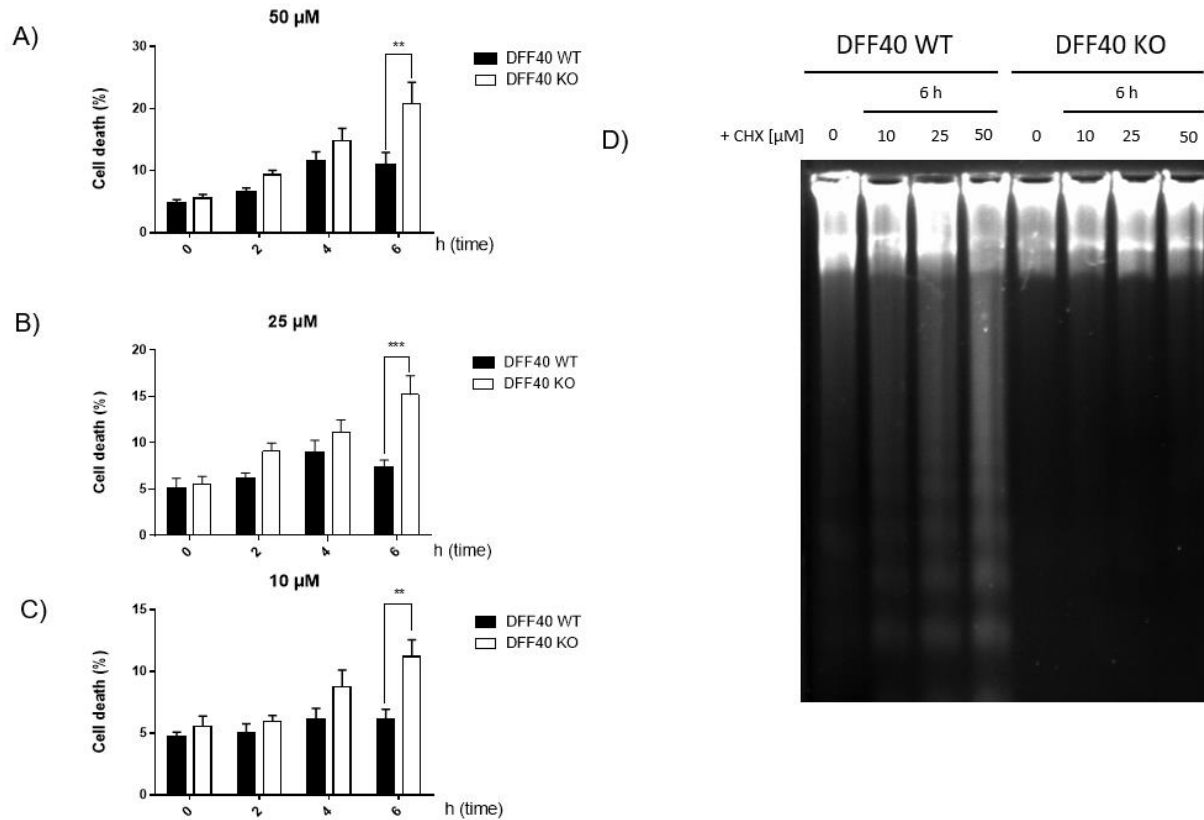 A)
50 µM
Cell death (%)
30
20
10
0
0 2 4 6
h (time)
**
DFF40 WT
DFF40 KO
B)
25 µM
Cell death (%)
20
15
10
5
0
0 2 4 6
h (time)
***
DFF40 WT
DFF40 KO
C)
10 µM
Cell death (%)
15
10
5
0
0 2 4 6
h (time)
**
DFF40 WT
DFF40 KO
D)
DFF40 WT DFF40 KO
6 h 6 h
+ CHX [µM] 0 10 25 50 0 10 25 50